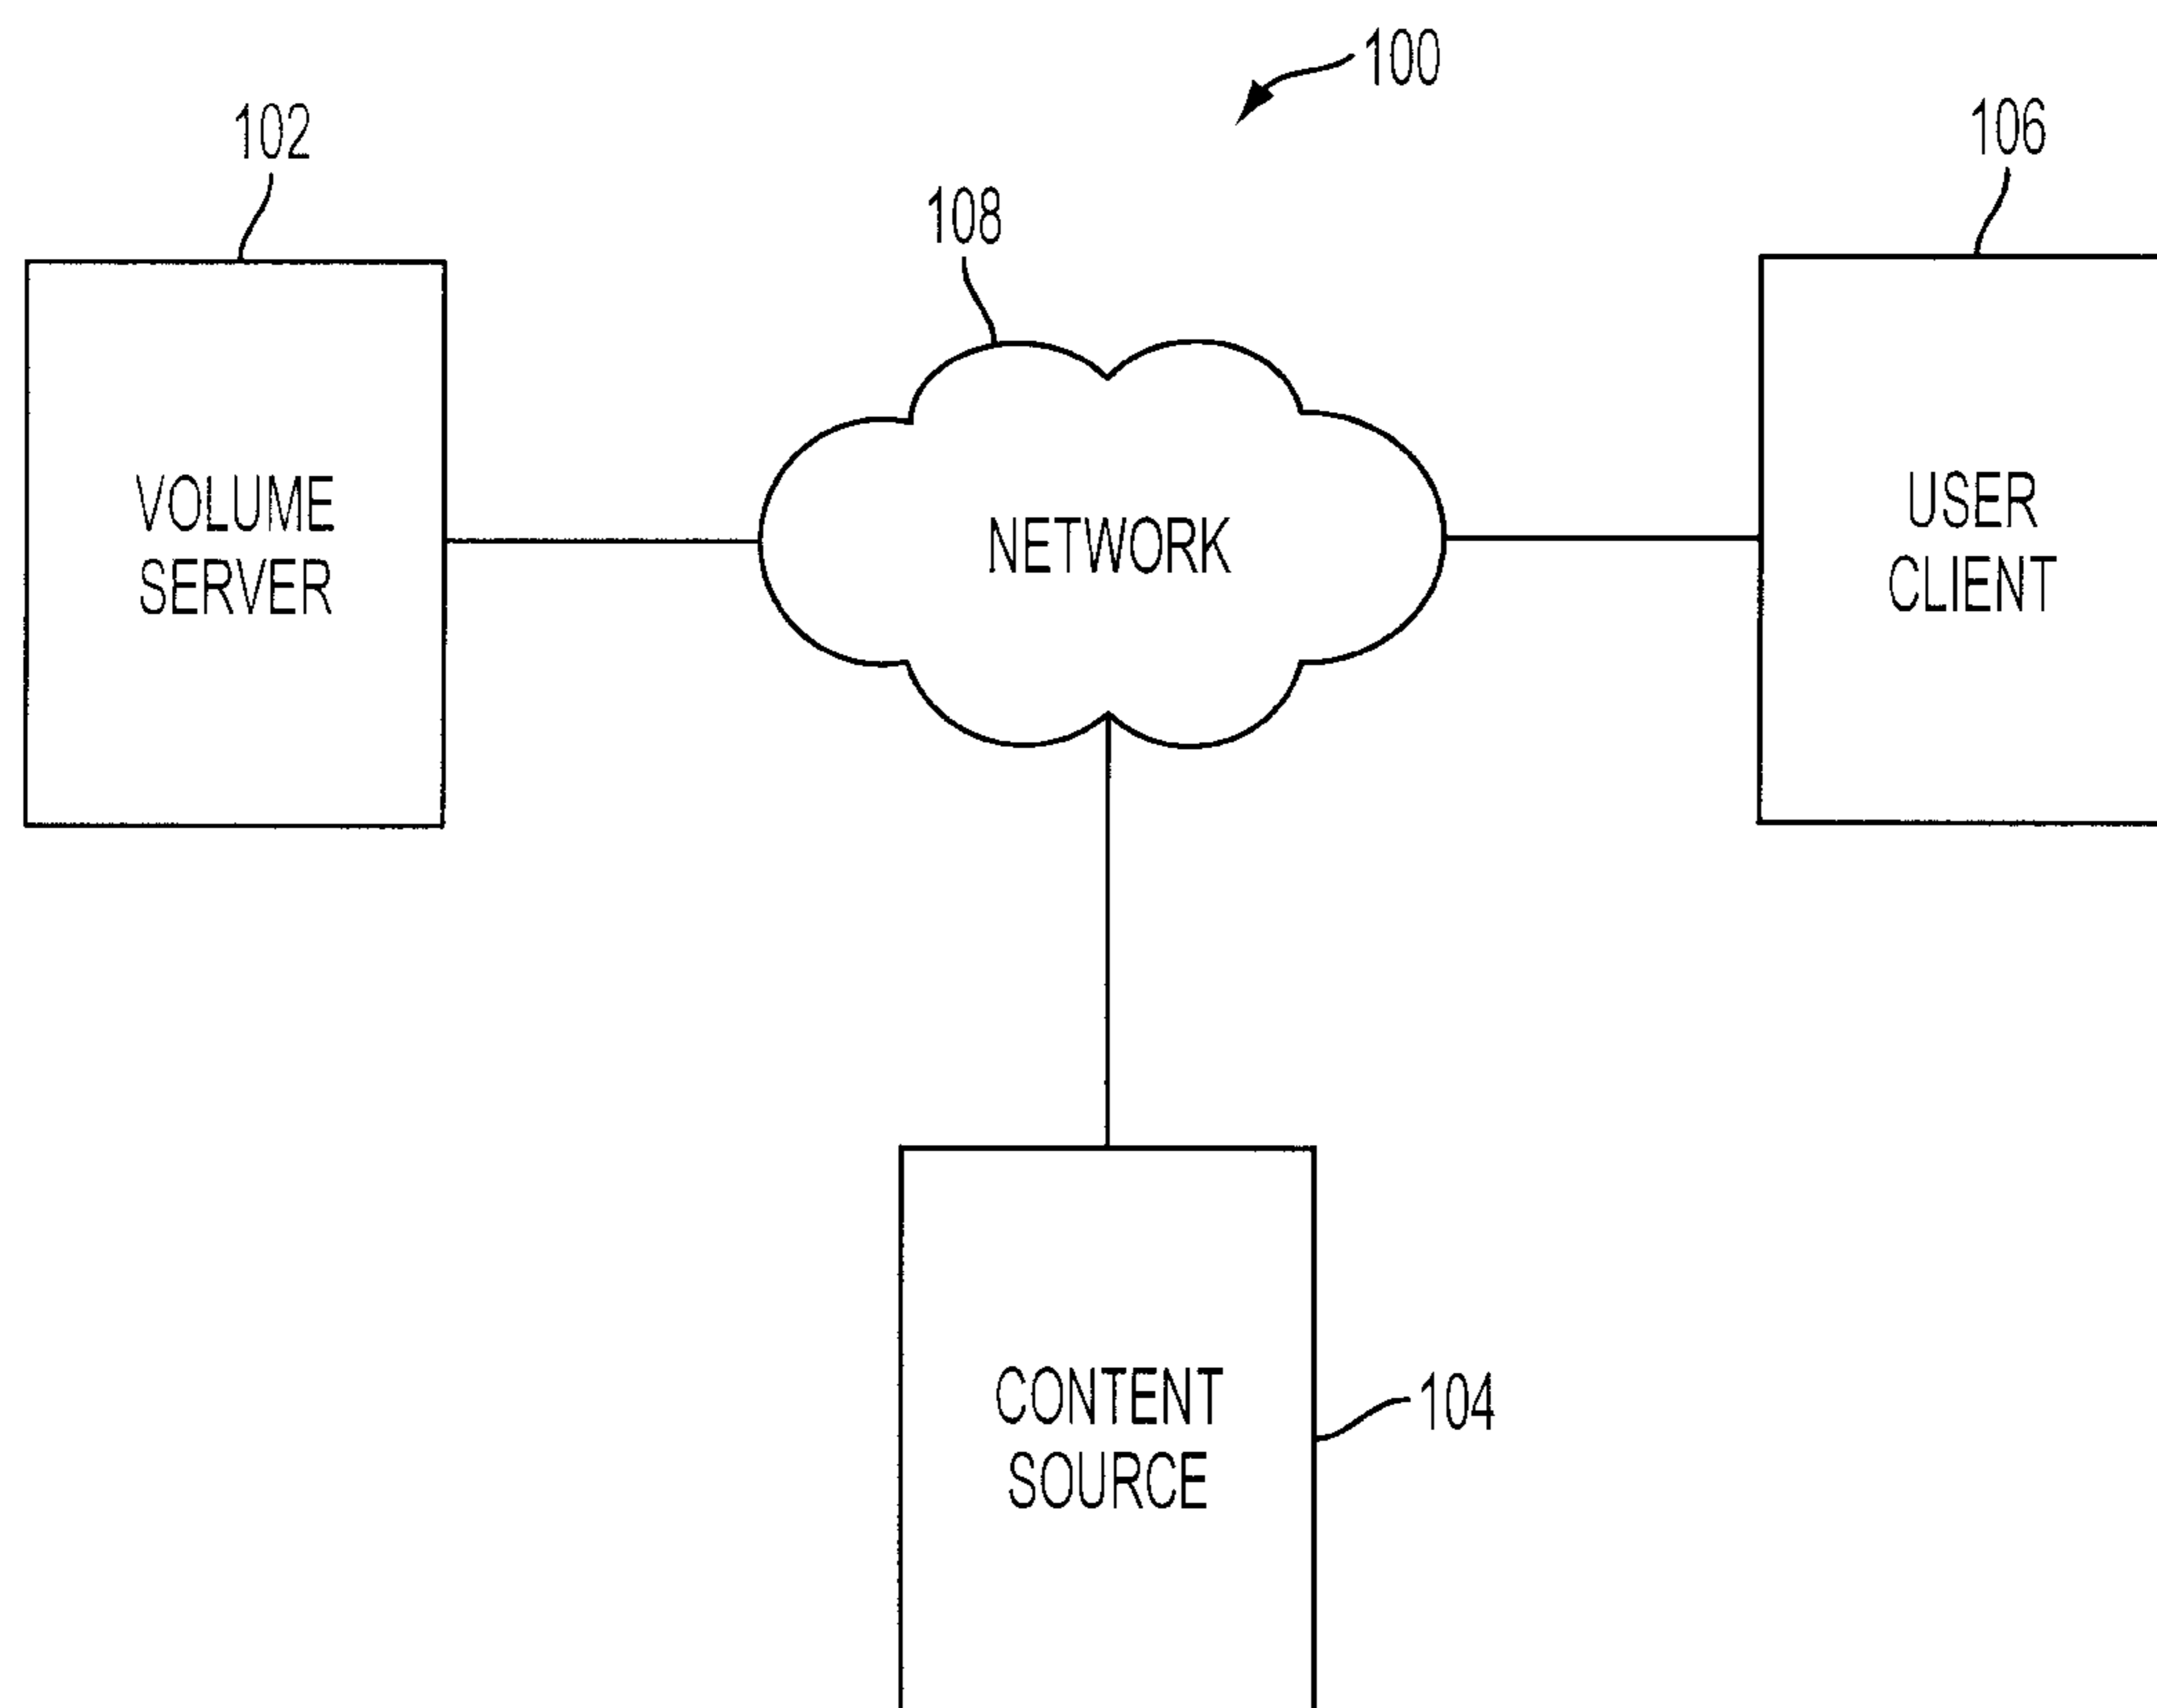 100
102
106
108
VOLUME
SERVER
NETWORK
USER
CLIENT
CONTENT
SOURCE
104